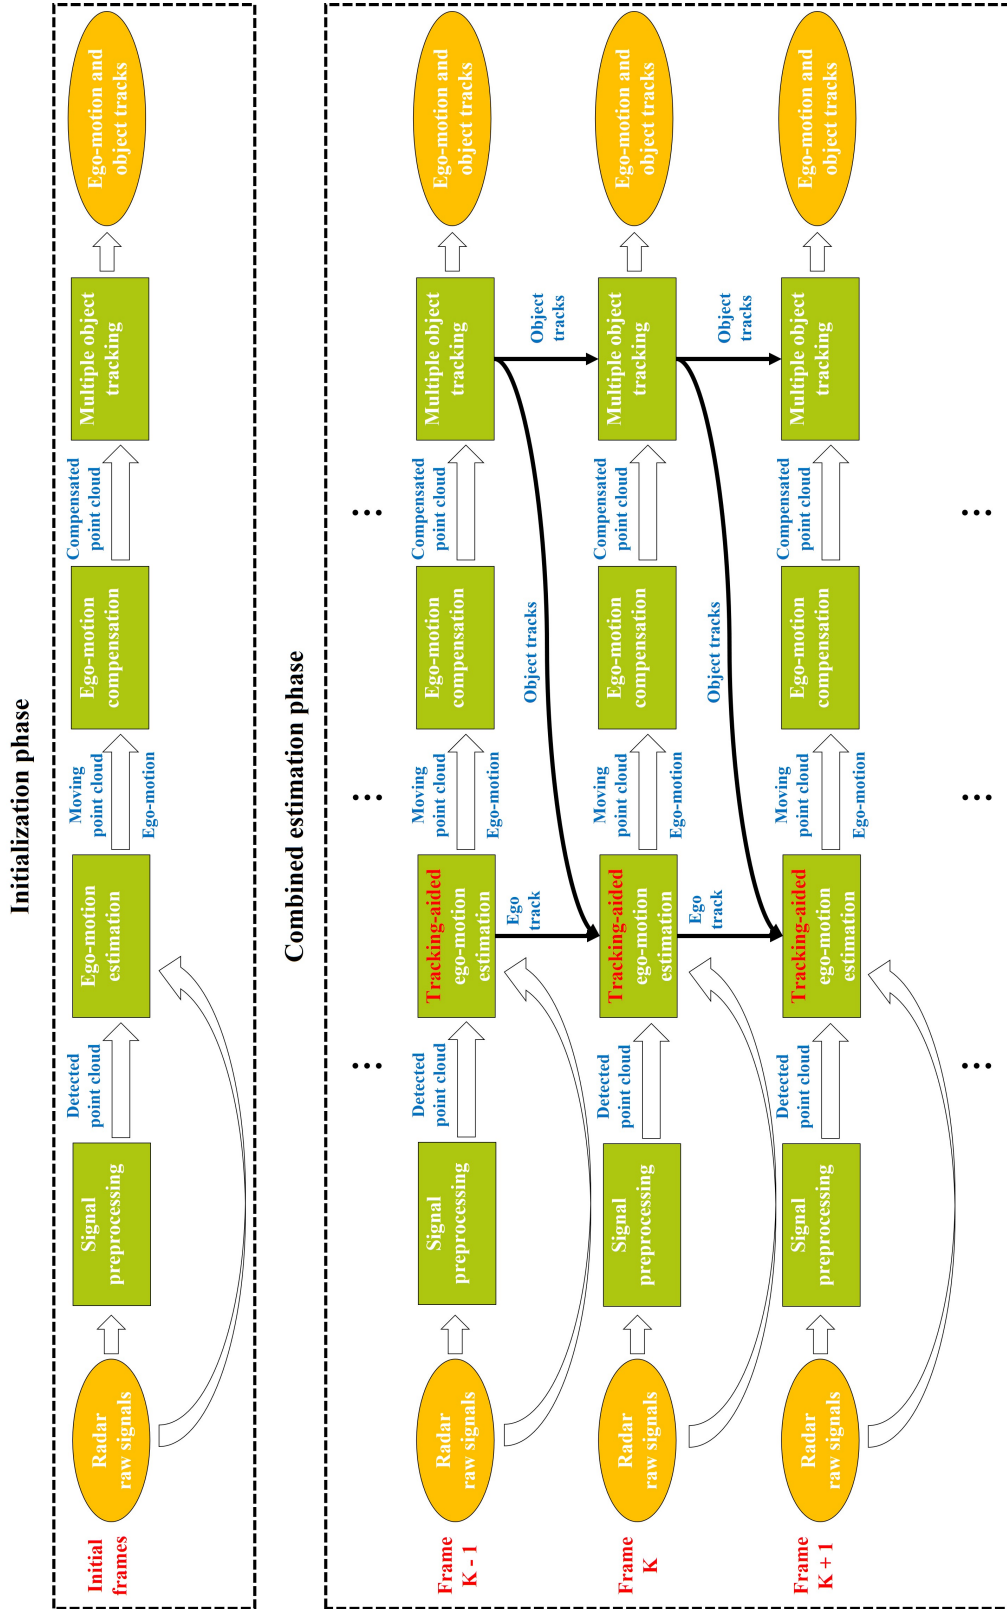 Initialization phase
Initial
frames
Radar
raw signals
Signal
preprocessing
Detected
point cloud
Ego-motion
estimation
Moving
point cloud
Ego-motion
Ego-motion
compensation
Compensated
point cloud
Multiple object
tracking
Ego-motion and
object tracks
Combined estimation phase
...
...
...
Frame
K - 1
Radar
raw signals
Signal
preprocessing
Detected
point cloud
Tracking-aided
ego-motion
estimation
Moving
point cloud
Ego-motion
Ego-motion
compensation
Compensated
point cloud
Multiple object
tracking
Ego-motion and
object tracks
Ego
track
Object tracks
Object
tracks
Frame
K
Radar
raw signals
Signal
preprocessing
Detected
point cloud
Tracking-aided
ego-motion
estimation
Moving
point cloud
Ego-motion
Ego-motion
compensation
Compensated
point cloud
Multiple object
tracking
Ego-motion and
object tracks
Ego
track
Object tracks
Object
tracks
Frame
K + 1
Radar
raw signals
Signal
preprocessing
Detected
point cloud
Tracking-aided
ego-motion
estimation
Moving
point cloud
Ego-motion
Ego-motion
compensation
Compensated
point cloud
Multiple object
tracking
Ego-motion and
object tracks
...
...
...